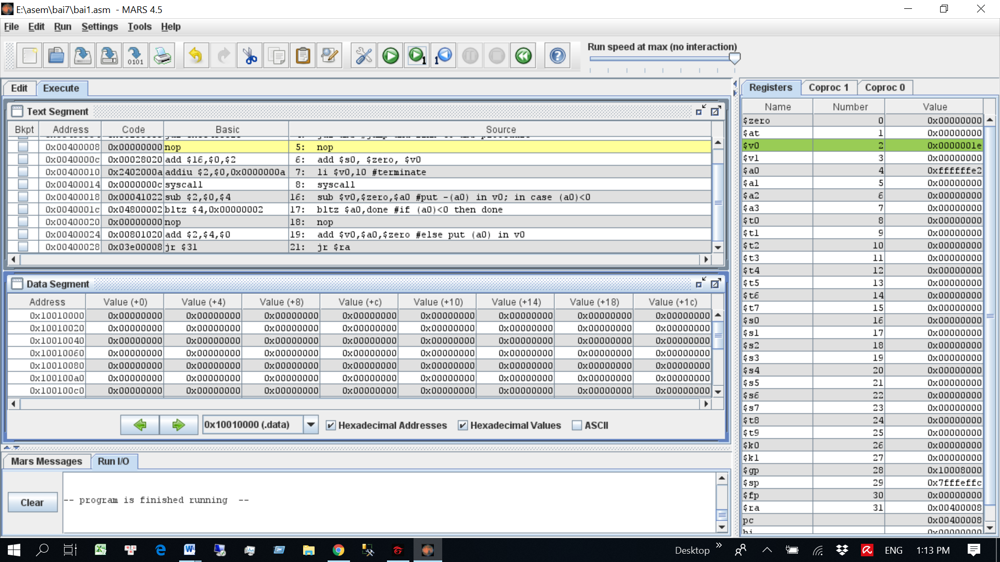 E:\asem\bai7\bai1.asm - MARS 4.5
File Edit Run Settings Tools Help
Run speed at max (no interaction)
Edit Execute
Text Segment
Bkpt Address Code Basic Source
0x00400008 0x00000000 nop 5: nop
0x0040000c 0x00028020 add $16,$0,$2 6: add $s0, $zero, $v0
0x00400010 0x2402000a addiu $2,$0,0x0000000a 7: li $v0,10 #terminate
0x00400014 0x0000000c syscall 8: syscall
0x00400018 0x00041022 sub $2,$0,$4 16: sub $v0,$zero,$a0 #put -(a0) in v0; in case (a0)<0
0x0040001c 0x04800002 bltz $4,0x00000002 17: bltz $a0,done #if (a0)<0 then done
0x00400020 0x00000000 nop 18: nop
0x00400024 0x00801020 add $2,$4,$0 19: add $v0,$a0,$zero #else put (a0) in v0
0x00400028 0x03e00008 jr $31 21: jr $ra
Data Segment
Address Value (+0) Value (+4) Value (+8) Value (+c) Value (+10) Value (+14) Value (+18) Value (+1c)
0x10010000 0x00000000 0x00000000 0x00000000 0x00000000 0x00000000 0x00000000 0x00000000 0x00000000
0x10010020 0x00000000 0x00000000 0x00000000 0x00000000 0x00000000 0x00000000 0x00000000 0x00000000
0x10010040 0x00000000 0x00000000 0x00000000 0x00000000 0x00000000 0x00000000 0x00000000 0x00000000
0x10010060 0x00000000 0x00000000 0x00000000 0x00000000 0x00000000 0x00000000 0x00000000 0x00000000
0x10010080 0x00000000 0x00000000 0x00000000 0x00000000 0x00000000 0x00000000 0x00000000 0x00000000
0x100100a0 0x00000000 0x00000000 0x00000000 0x00000000 0x00000000 0x00000000 0x00000000 0x00000000
0x100100c0 0x00000000 0x00000000 0x00000000 0x00000000 0x00000000 0x00000000 0x00000000 0x00000000
0x10010000 (.data) Hexadecimal Addresses Hexadecimal Values ASCII
Mars Messages Run I/O
Clear
-- program is finished running --
Registers Coproc 1 Coproc 0
Name Number Value
$zero 0 0x00000000
$at 1 0x00000000
$v0 2 0x0000001e
$v1 3 0x00000000
$a0 4 0xffffffe2
$a1 5 0x00000000
$a2 6 0x00000000
$a3 7 0x00000000
$t0 8 0x00000000
$t1 9 0x00000000
$t2 10 0x00000000
$t3 11 0x00000000
$t4 12 0x00000000
$t5 13 0x00000000
$t6 14 0x00000000
$t7 15 0x00000000
$s0 16 0x00000000
$s1 17 0x00000000
$s2 18 0x00000000
$s3 19 0x00000000
$s4 20 0x00000000
$s5 21 0x00000000
$s6 22 0x00000000
$s7 23 0x00000000
$t8 24 0x00000000
$t9 25 0x00000000
$k0 26 0x00000000
$k1 27 0x00000000
$gp 28 0x10008000
$sp 29 0x7fffeffc
$fp 30 0x00000000
$ra 31 0x00400008
pc 0x00400008
hi 0x00000000
Desktop ENG 1:13 PM